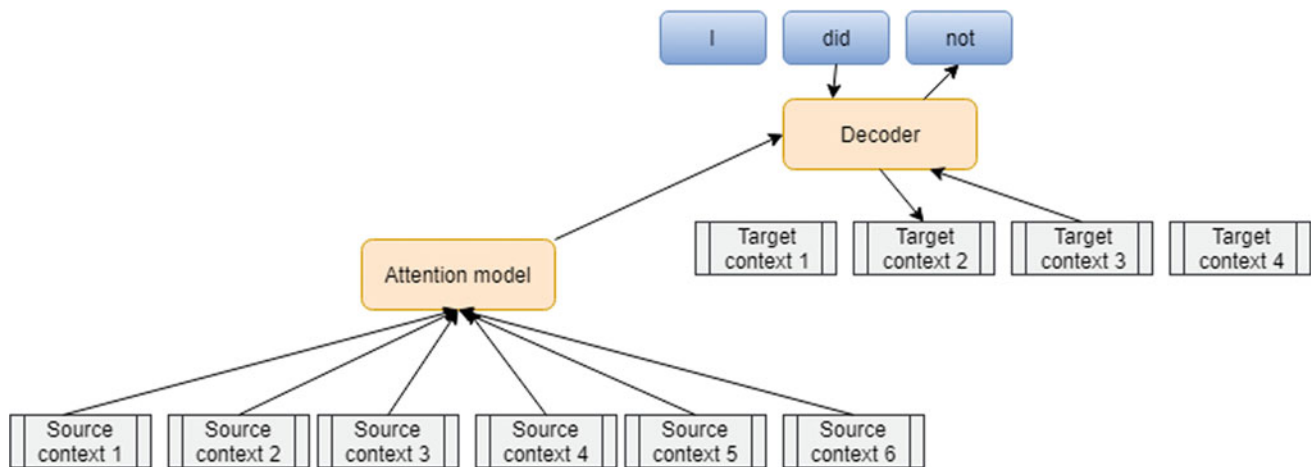 I
did
not
Decoder
Target
context 1
Target
context 2
Target
context 3
Target
context 4
Attention model
Source
context 1
Source
context 2
Source
context 3
Source
context 4
Source
context 5
Source
context 6